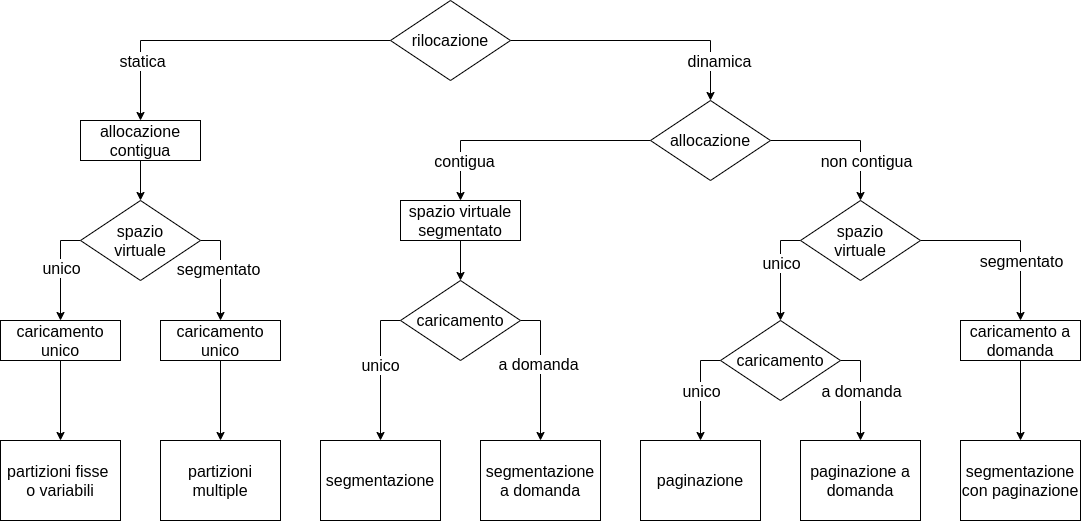 rilocazione
statica
dinamica
allocazione
contigua
allocazione
contigua
non contigua
spazio
virtuale
spazio virtuale
segmentato
spazio
virtuale
unico
segmentato
unico
segmentato
caricamento
unico
caricamento
unico
caricamento
caricamento
caricamento a
domanda
unico
a domanda
unico
a domanda
partizioni fisse
o variabili
partizioni
multiple
segmentazione
segmentazione
a domanda
paginazione
paginazione a
domanda
segmentazione
con paginazione